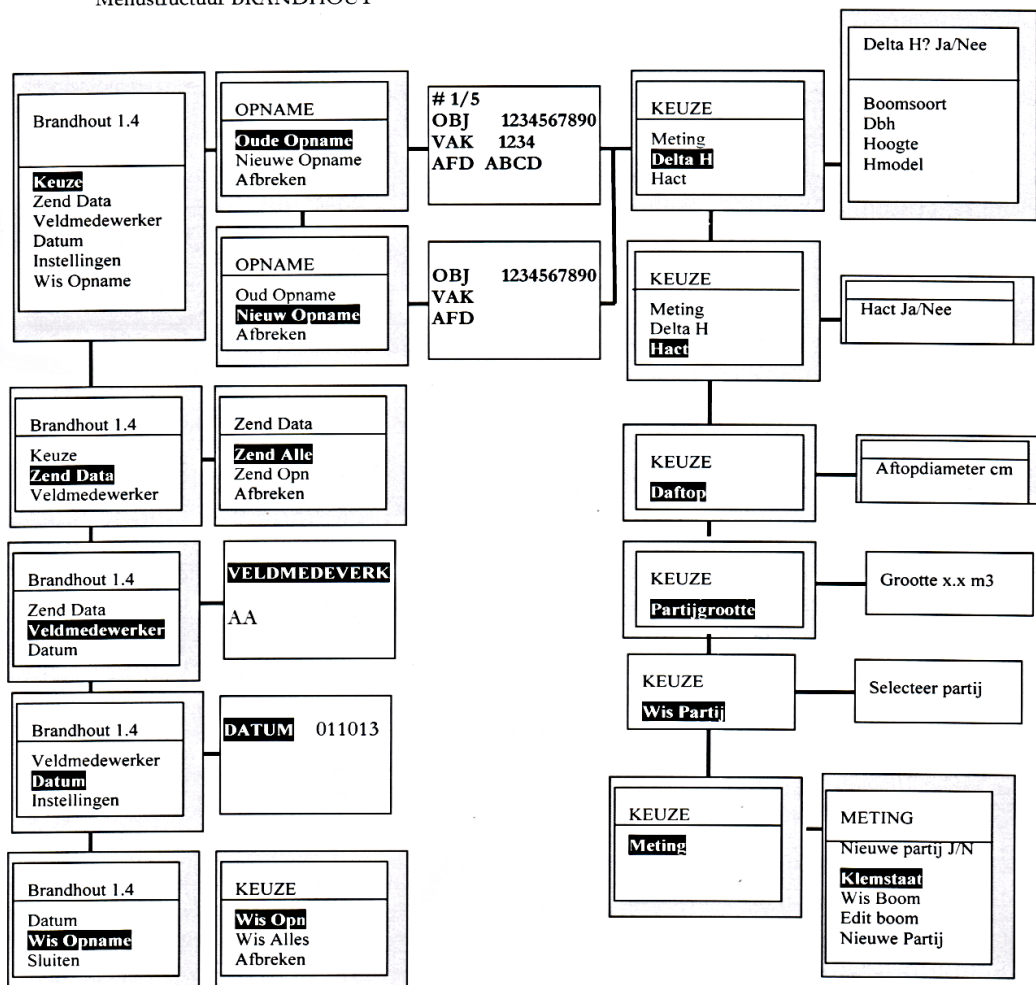 Menustructuur BRANDHOUT
Brandhout 1.4
Keuze
Zend Data
Veldmedewerker
Datum
Instellingen
Wis Opname
OPNAME
Oude Opname
Nieuwe Opname
Afbreken
# 1/5
OBJ 1234567890
VAK 1234
AFD ABCD
KEUZE
Meting
Delta H
Hact
Delta H? Ja/Nee
Boomsoort
Dbh
Hoogte
Hmodel
OPNAME
Oud Opname
Nieuw Opname
Afbreken
OBJ 1234567890
VAK
AFD
KEUZE
Meting
Delta H
Hact
Hact Ja/Nee
Brandhout 1.4
Keuze
Zend Data
Veldmedewerker
Zend Data
Zend Alle
Zend Opn
Afbreken
KEUZE
Daftop
Aftopdiameter cm
Brandhout 1.4
Zend Data
Veldmedewerker
Datum
VELDMEDEVERK
AA
KEUZE
Partijgrootte
Grootte x.x m3
KEUZE
Wis Partij
Selecteer partij
Brandhout 1.4
Veldmedewerker
Datum
Instellingen
DATUM 011013
KEUZE
Meting
METING
Nieuwe partij J/N
Klemstaat
Wis Boom
Edit boom
Nieuwe Partij
Brandhout 1.4
Datum
Wis Opname
Sluiten
KEUZE
Wis Opn
Wis Alles
Afbreken